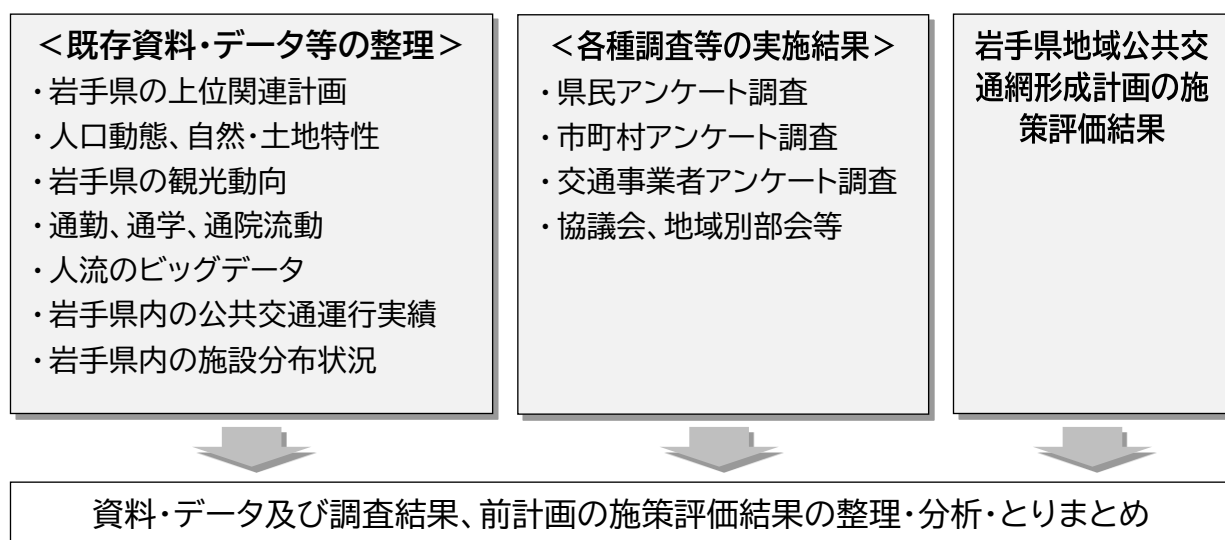 ＜既存資料・データ等の整理＞
・岩手県の上位関連計画
・人口動態、自然・土地特性
・岩手県の観光動向
・通勤、通学、通院流動
・人流のビッグデータ
・岩手県内の公共交通運行実績
・岩手県内の施設分布状況
＜各種調査等の実施結果＞
・県民アンケート調査
・市町村アンケート調査
・交通事業者アンケート調査
・協議会、地域別部会等
岩手県地域公共交
通網形成計画の施
策評価結果
資料・データ及び調査結果、前計画の施策評価結果の整理・分析・とりまとめ